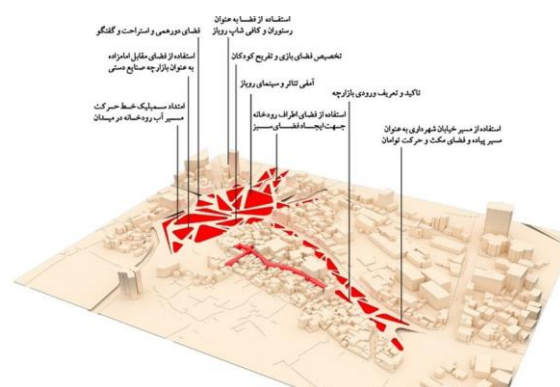 استفاده از فضا به عنوان
رستوران و کافی شاپ روباز
فضای دورهمی و استراحت و گفتگو
تخصیص فضای بازی و تفریح کودکان
استفاده از فضای مقابل امامزاده
به عنوان بازارچه صنایع دستی
آمفی تئاتر و سینمای روباز
تاکید و تعریف ورودی بازارچه
استفاده از فضای اطراف رودخانه
جهت ایجاد فضای سبز
امتداد سمبلیک خط حرکت
مسیر آب رودخانه در میدان
استفاده از مسیر خیابان شهرداری به عنوان
مسیر پیاده و فضای مکث و حرکت توامان